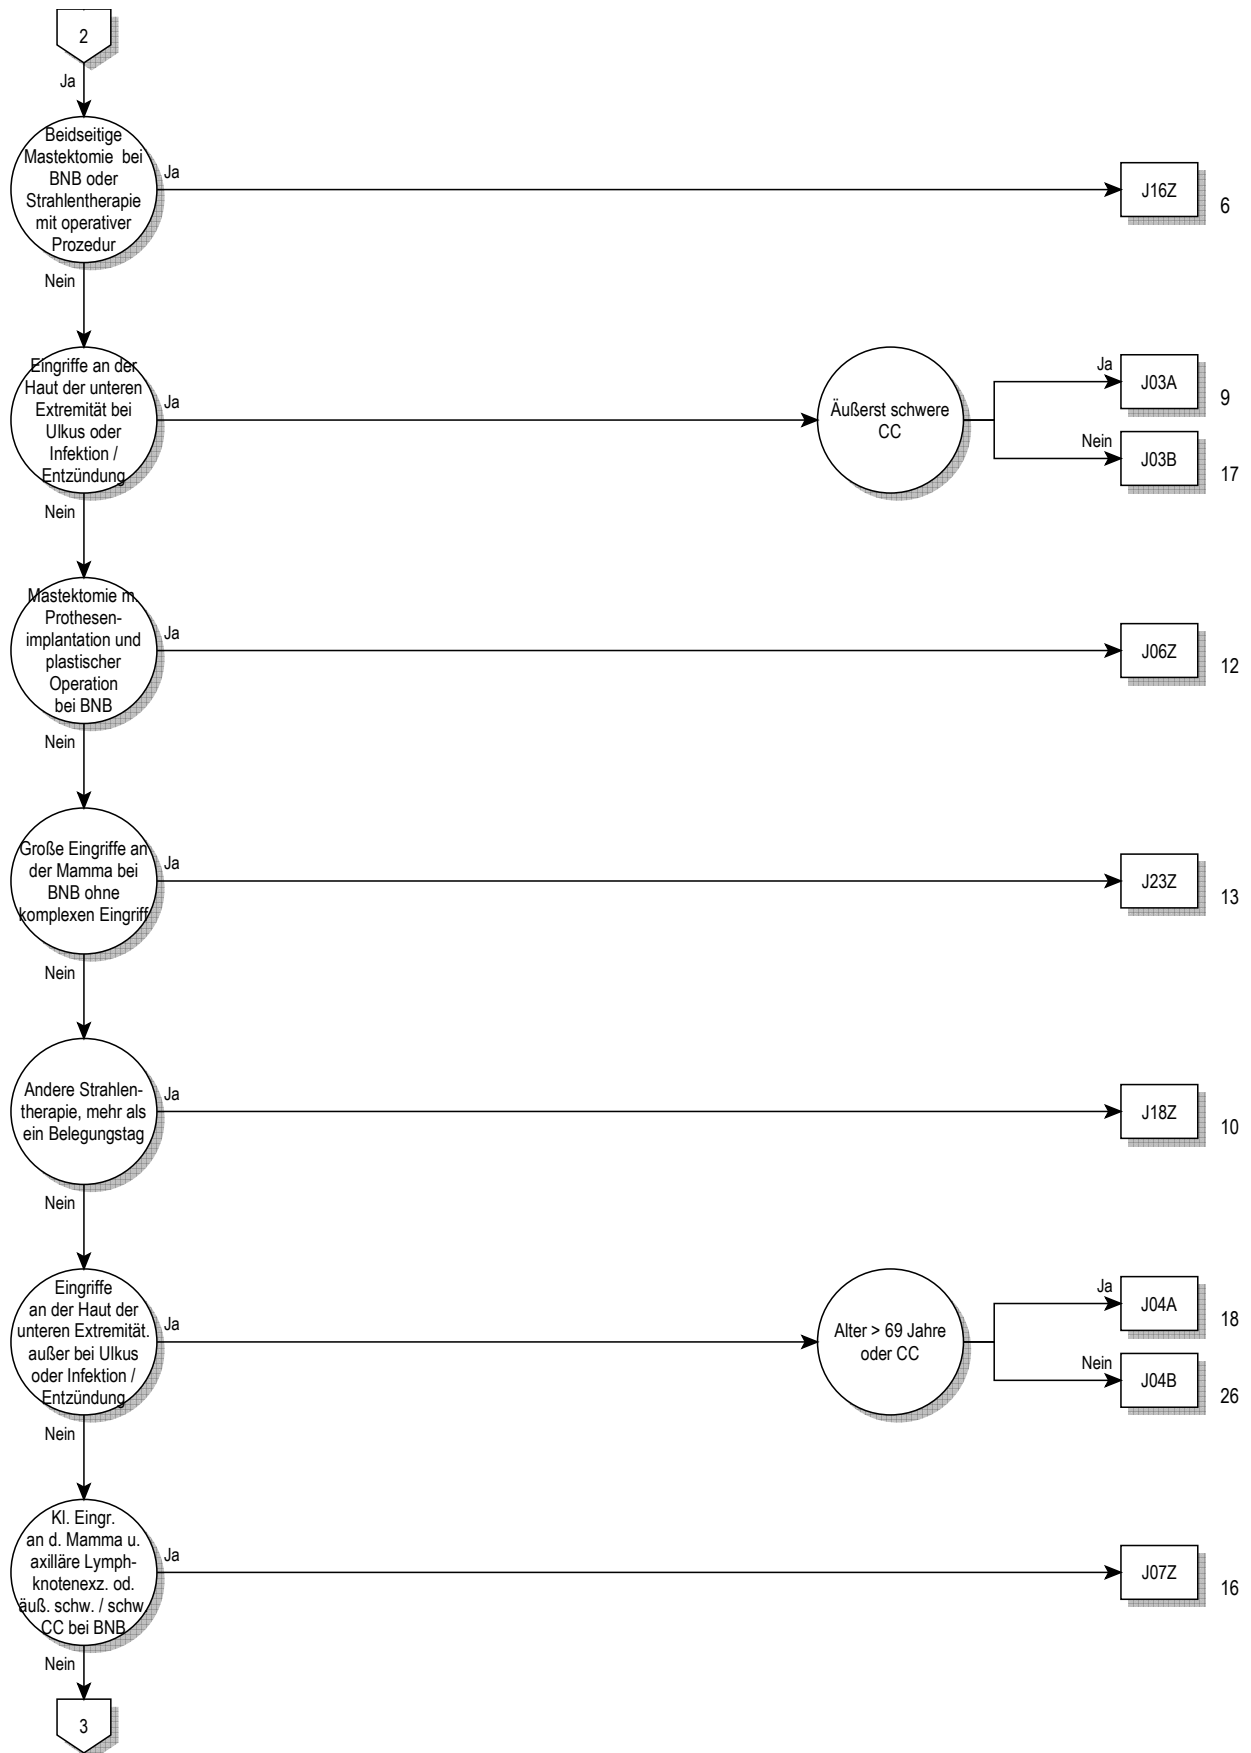 2
Ja
Beidseitige
Mastektomie bei
BNB oder
Strahlentherapie
mit operativer
Prozedur
Ja
J16Z
6
Nein
Eingriffe an der
Haut der unteren
Extremität bei
Ulkus oder
Infektion /
Entzündung
Ja
Äußerst schwere
CC
Ja
J03A
9
Nein
J03B
17
Nein
Mastektomie m.
Prothesen-
implantation und
plastischer
Operation
bei BNB
Ja
J06Z
12
Nein
Große Eingriffe an
der Mamma bei
BNB ohne
komplexen Eingriff
Ja
J23Z
13
Nein
Andere Strahlen-
therapie, mehr als
ein Belegungstag
Ja
J18Z
10
Nein
Eingriffe
an der Haut der
unteren Extremität.
außer bei Ulkus
oder Infektion /
Entzündung
Ja
Alter > 69 Jahre
oder CC
Ja
J04A
18
Nein
J04B
26
Nein
Kl. Eingr.
an d. Mamma u.
axilläre Lymph-
knotenexz. od.
äuß. schw. / schw.
CC bei BNB
Ja
J07Z
16
Nein
3